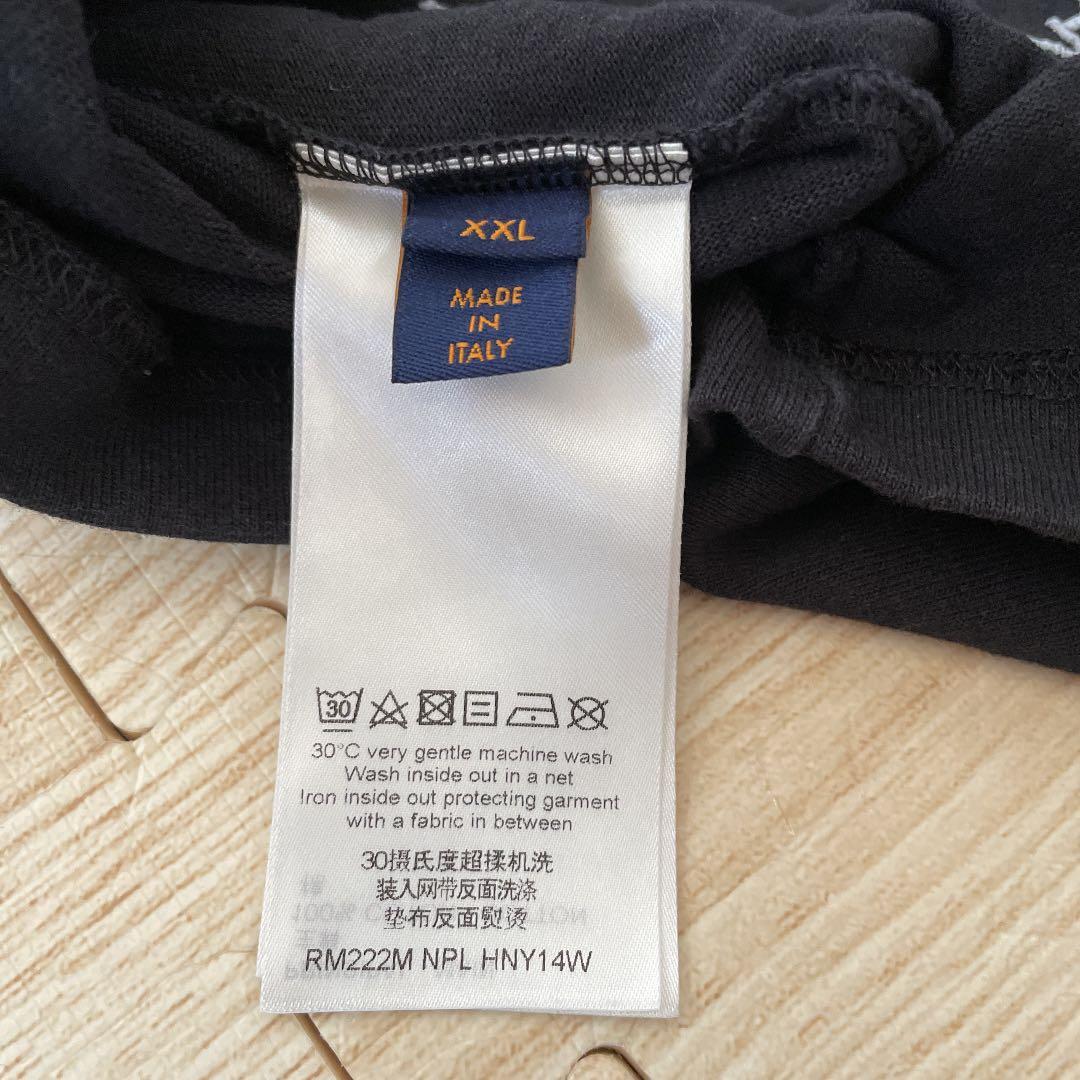 XXL
MADE
IN
ITALY
30
30°C very gentle machine wash
Wash inside out in a net
Iron inside out protecting garment
with a fabric in between
30摄氏度超揉机洗
装入网带反面洗涤
垫布反面熨烫
RM222M NPL HNY14W